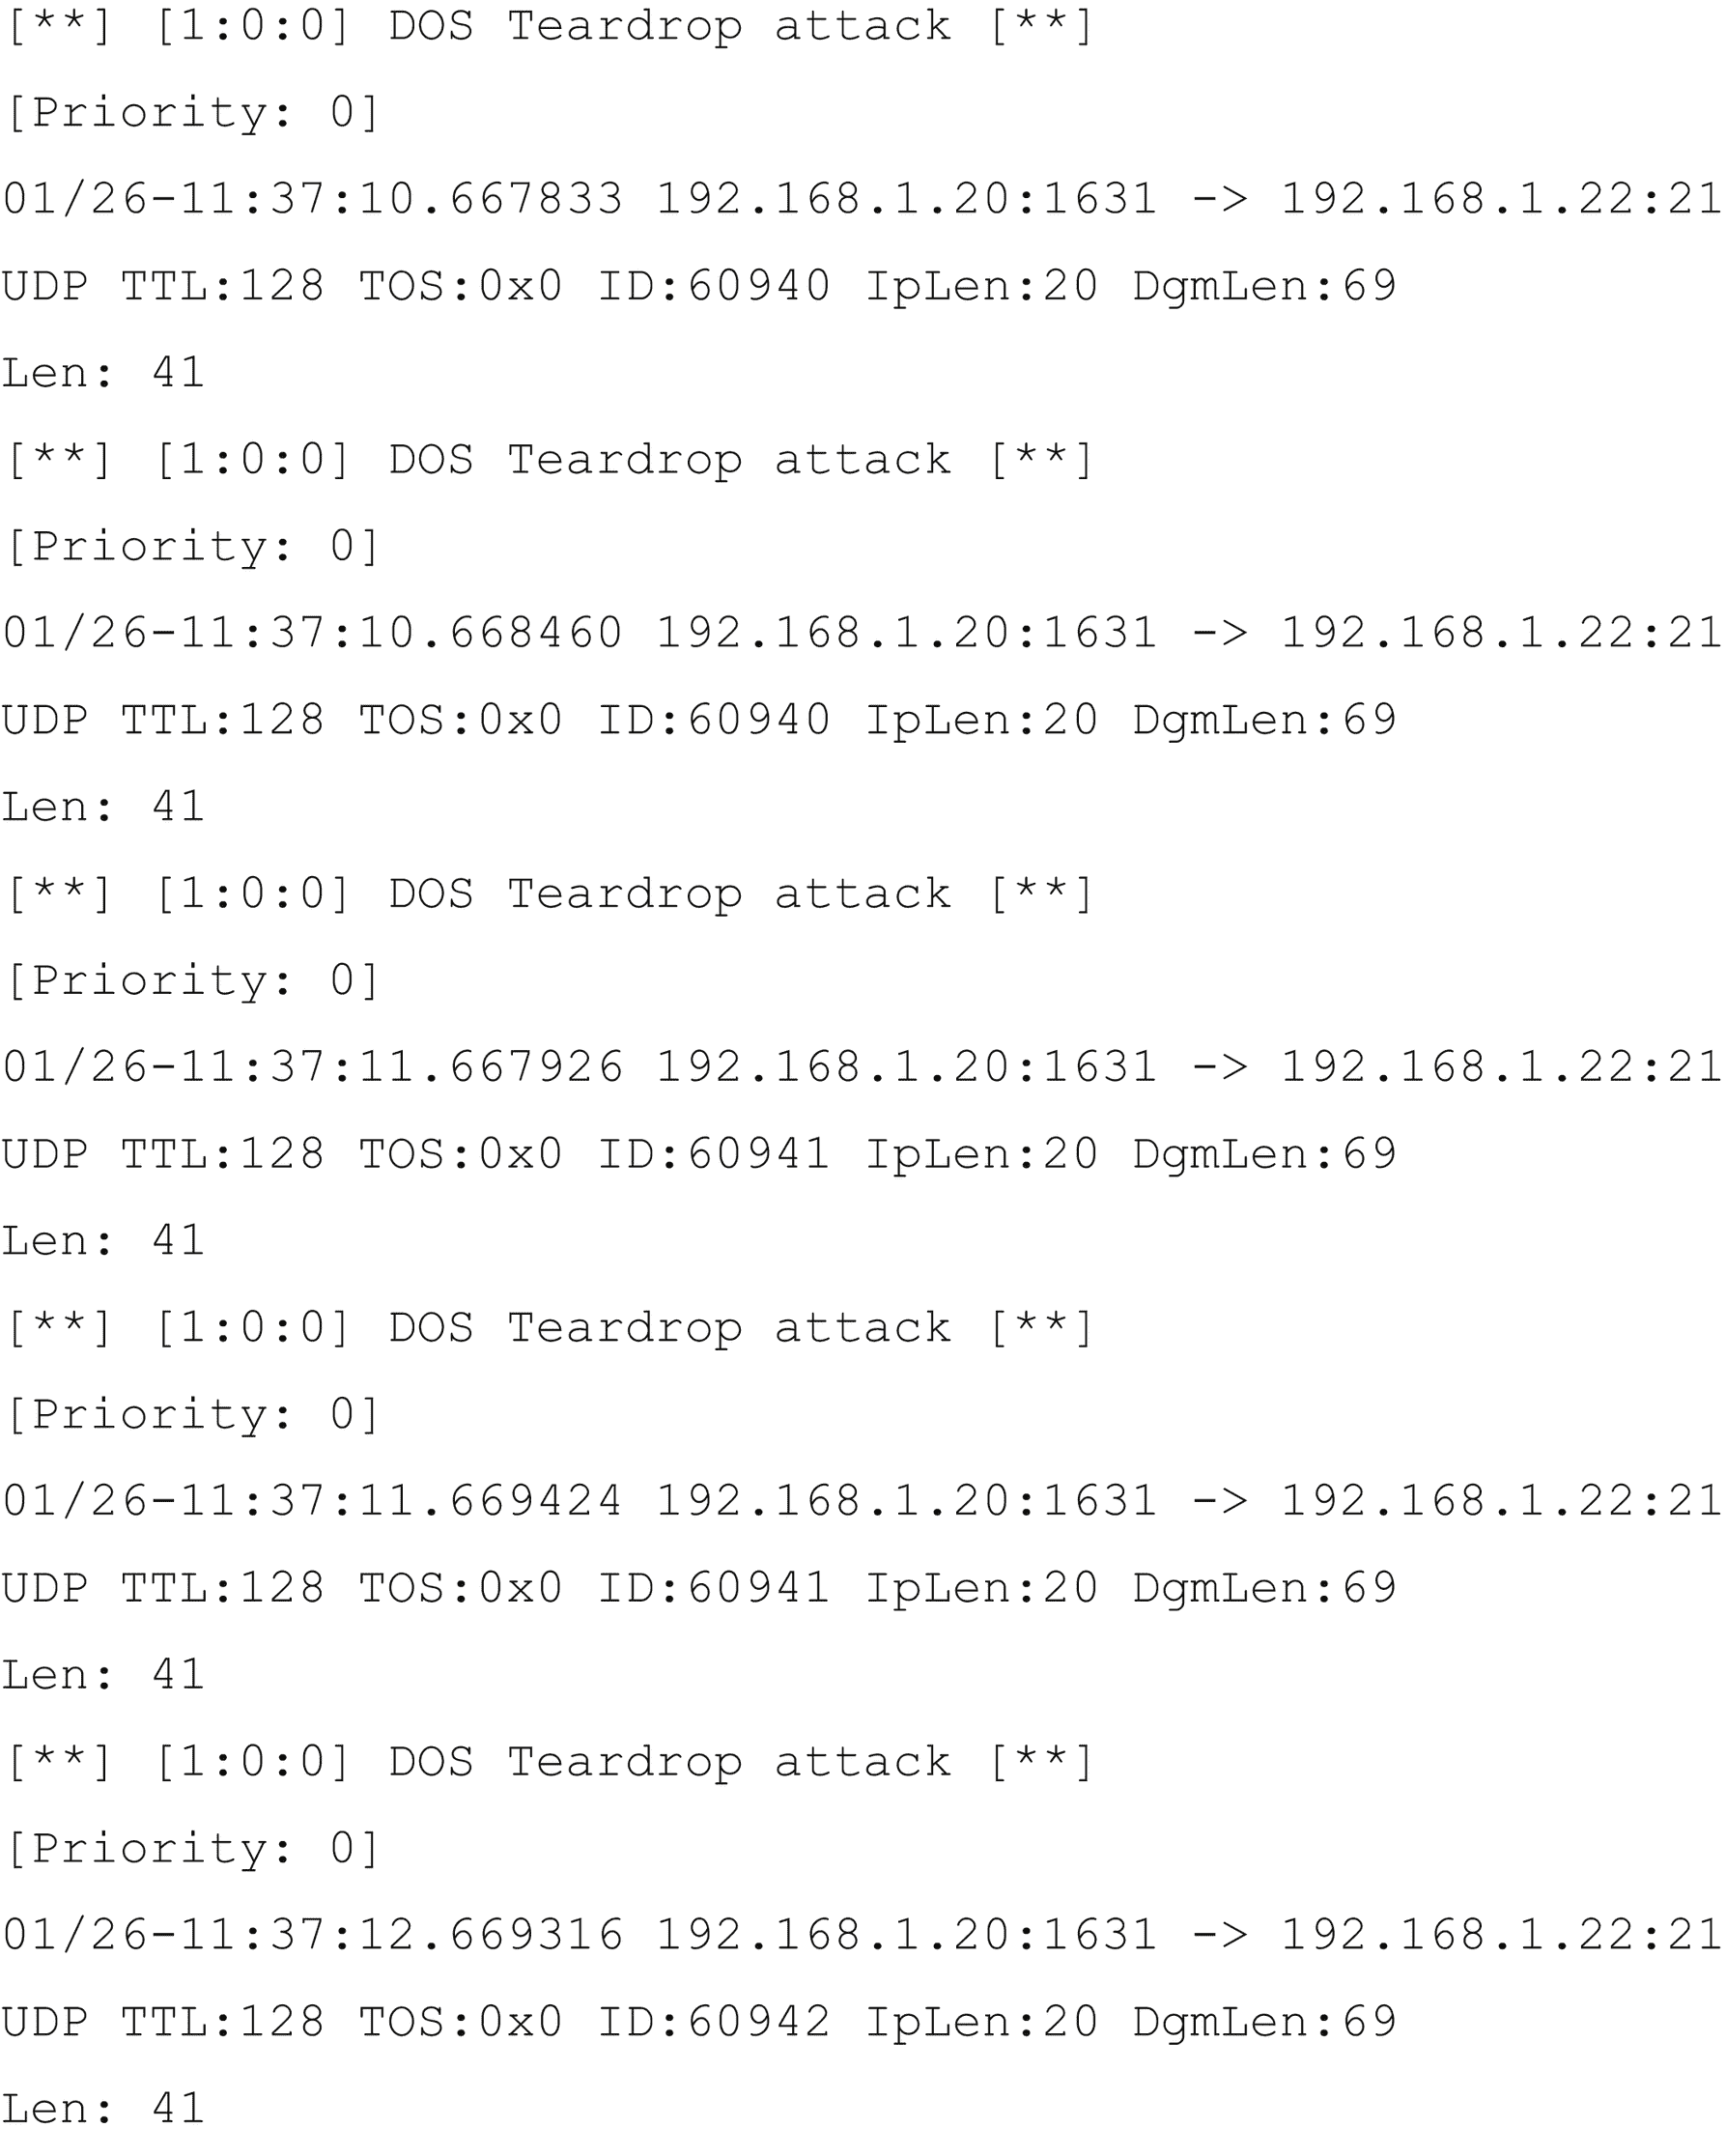 [**] [1:0:0] DOS Teardrop attack [**]
[Priority: 0]
01/26-11:37:10.667833 192.168.1.20:1631 -> 192.168.1.22:21
UDP TTL:128 TOS:0x0 ID:60940 IpLen:20 DgmLen:69
Len: 41
[**] [1:0:0] DOS Teardrop attack [**]
[Priority: 0]
01/26-11:37:10.668460 192.168.1.20:1631 -> 192.168.1.22:21
UDP TTL:128 TOS:0x0 ID:60940 IpLen:20 DgmLen:69
Len: 41
[**] [1:0:0] DOS Teardrop attack [**]
[Priority: 0]
01/26-11:37:11.667926 192.168.1.20:1631 -> 192.168.1.22:21
UDP TTL:128 TOS:0x0 ID:60941 IpLen:20 DgmLen:69
Len: 41
[**] [1:0:0] DOS Teardrop attack [**]
[Priority: 0]
01/26-11:37:11.669424 192.168.1.20:1631 -> 192.168.1.22:21
UDP TTL:128 TOS:0x0 ID:60941 IpLen:20 DgmLen:69
Len: 41
[**] [1:0:0] DOS Teardrop attack [**]
[Priority: 0]
01/26-11:37:12.669316 192.168.1.20:1631 -> 192.168.1.22:21
UDP TTL:128 TOS:0x0 ID:60942 IpLen:20 DgmLen:69
Len: 41